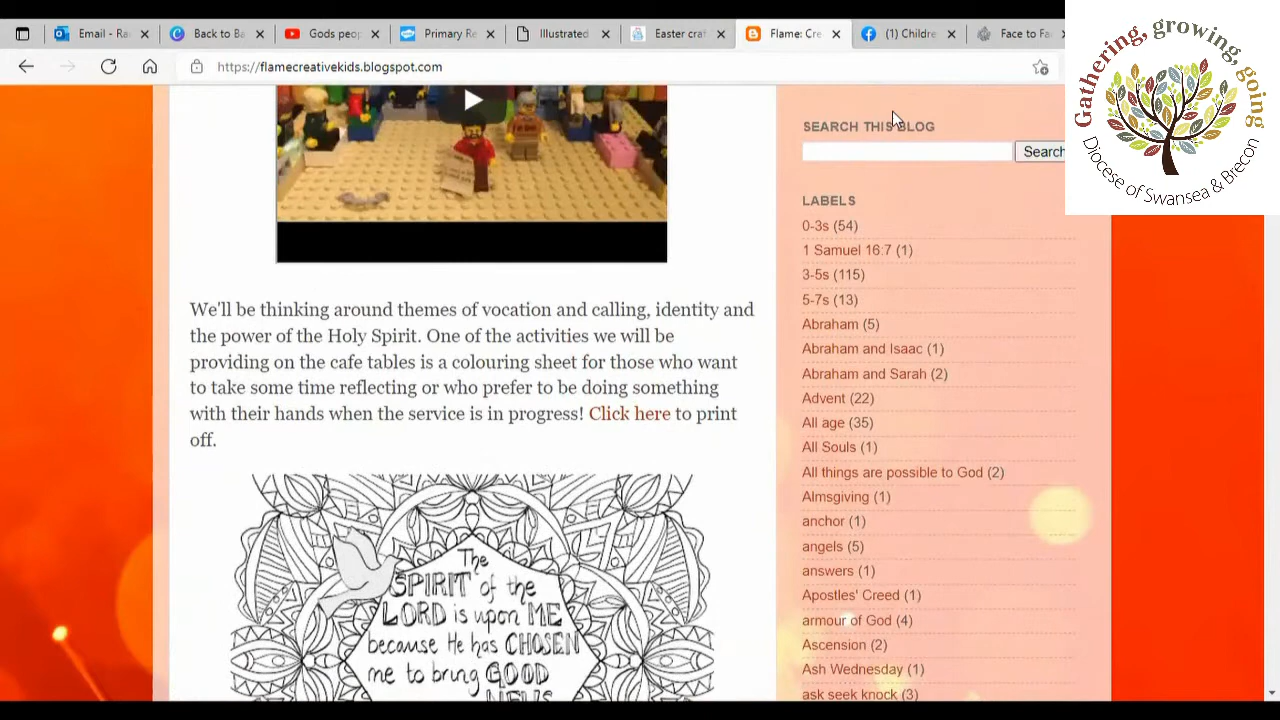 Email - Ra
Back to Ba
Gods peop
Primary Re
Illustrated
Easter craf
Flame: Cre
(1) Childre
Face to Fa
https://flamecreativekids.blogspot.com
Gathering, growing, going
Diocese of Swansea & Brecon
We'll be thinking around themes of vocation and calling, identity and
the power of the Holy Spirit. One of the activities we will be
providing on the cafe tables is a colouring sheet for those who want
to take some time reflecting or who prefer to be doing something
with their hands when the service is in progress! Click here to print
off.
The
SPIRIT of the
LORD is upon ME
because He has CHOSEN
me to bring GOOD
NEWS
SEARCH THIS BLOG
Search
LABELS
0-3s (54)
1 Samuel 16:7 (1)
3-5s (115)
5-7s (13)
Abraham (5)
Abraham and Isaac (1)
Abraham and Sarah (2)
Advent (22)
All age (35)
All Souls (1)
All things are possible to God (2)
Almsgiving (1)
anchor (1)
angels (5)
answers (1)
Apostles' Creed (1)
armour of God (4)
Ascension (2)
Ash Wednesday (1)
ask seek knock (3)